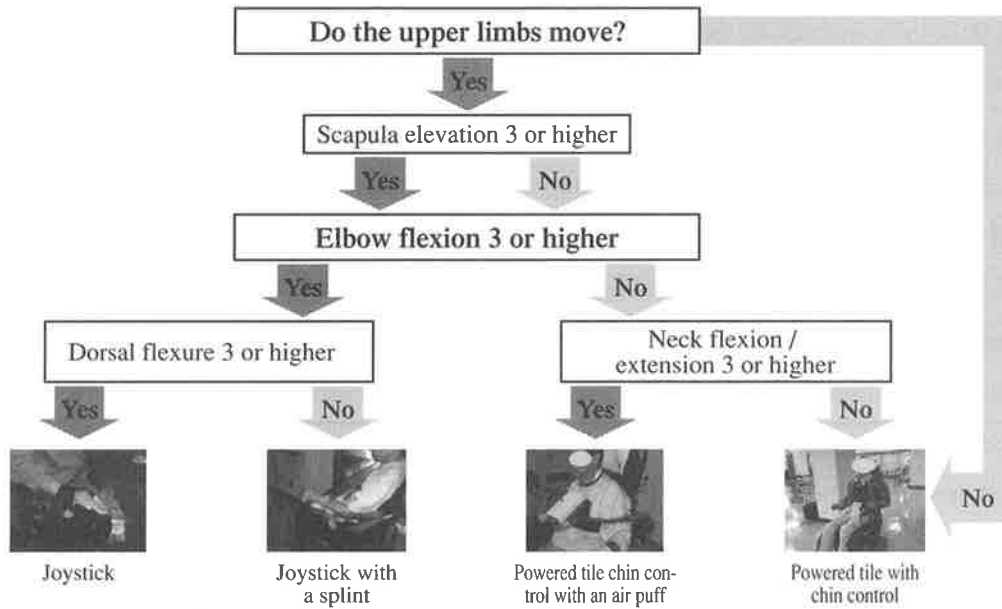 Do the upper limbs move?
Yes
Scapula elevation 3 or higher
Yes
No
Elbow flexion 3 or higher
Yes
No
Dorsal flexure 3 or higher
Neck flexion /
extension 3 or higher
Yes
No
Yes
No
No
Joystick
Joystick with
a splint
Powered tile chin con-
trol with an air puff
Powered tile with
chin control